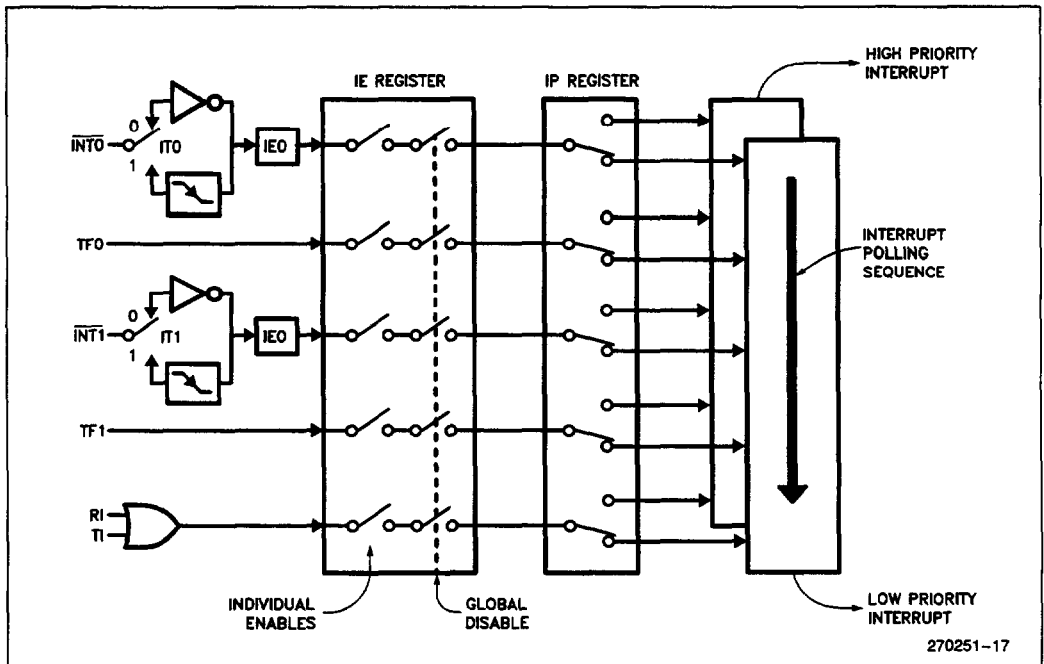 HIGH PRIORITY
INTERRUPT
IE REGISTER
IP REGISTER
0
INT0
IT0
IE0
1
TF0
INTERRUPT
POLLING
SEQUENCE
0
INT1
IT1
IE0
1
TF1
RI
TI
INDIVIDUAL
ENABLES
GLOBAL
DISABLE
LOW PRIORITY
INTERRUPT
270251-17